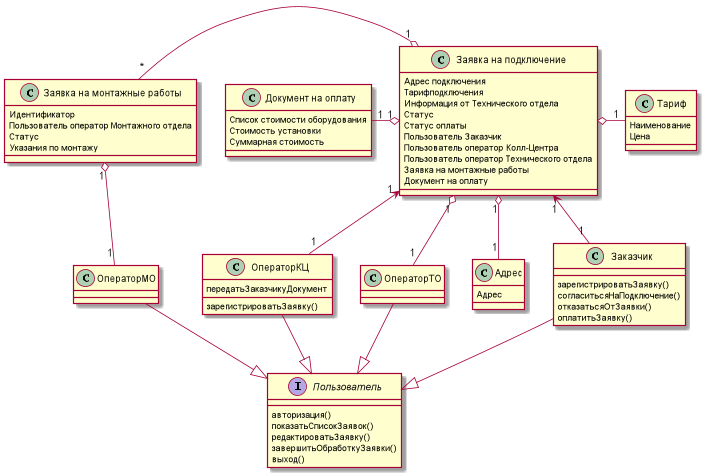 C Заявка на подключение
Адрес подключения
Тарифподключения
Информация от Технического отдела
Статус
Статус оплаты
Пользователь Заказчик
Пользователь оператор Колл-Центра
Пользователь оператор Технического отдела
Заявка на монтажные работы
Документ на оплату
C Заявка на монтажные работы
Идентификатор
Пользователь оператор Монтажного отдела
Статус
Указания по монтажу
C Документ на оплату
Список стоимости оборудования
Стоимость установки
Суммарная стоимость
C Тариф
Наименование
Цена
1
*
1 1
1
1
1
1
1
1
1
1
1
1
1
C ОператорМО
C ОператорКЦ
передатьЗаказчикуДокумент
зарегистрироватьЗаявку()
C ОператорТО
C Адрес
Адрес
C Заказчик
зарегистрироватьЗаявку()
согласитьсяНаПодключение()
отказатьсяОтЗаявки()
оплатитьЗаявку()
I Пользователь
авторизация()
показатьСписокЗаявок()
редактироватьЗаявку()
завершитьОбработкуЗаявки()
выход()